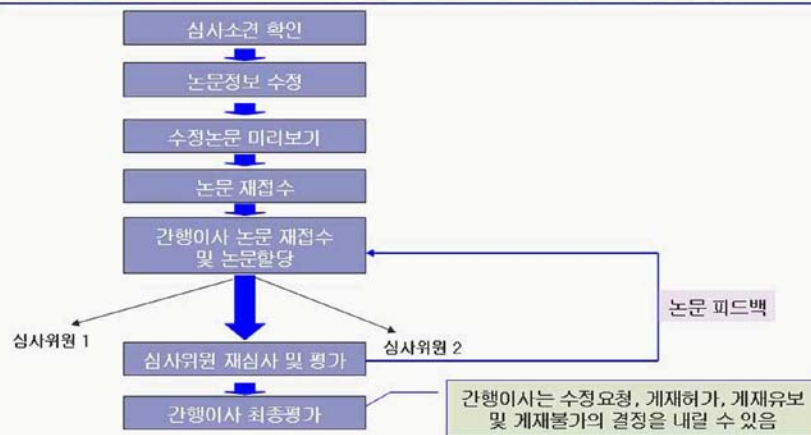 심사소견 확인
논문정보 수정
수정논문 미리보기
논문 재접수
간행이사 논문 재접수
및 논문할당
논문 피드백
심사위원 1
심사위원 2
심사위원 재심사 및 평가
간행이사는 수정요청, 게재허가, 게재유보
및 게재불가의 결정을 내릴 수 있음
간행이사 최종평가